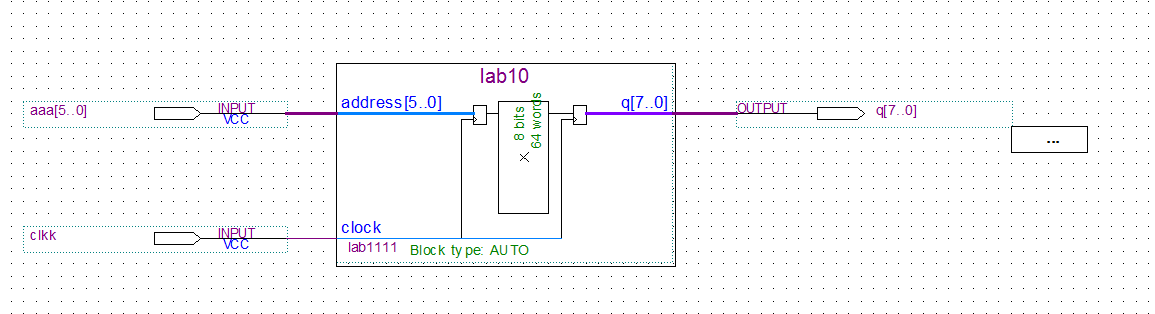 lab10
aaa[5..0]
INPUT
VCC
address[5..0]
8 bits
64 words
q[7..0]
OUTPUT
q[7..0]
...
clkk
INPUT
VCC
clock
lab1111
Block type: AUTO